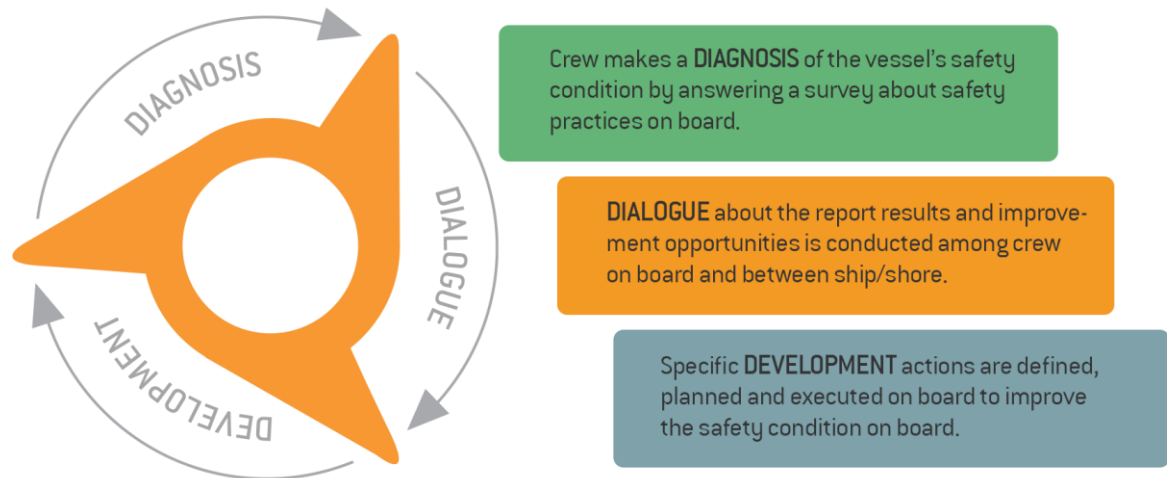 DIAGNOSIS
DIALOGUE
DEVELOPMENT
Crew makes a DIAGNOSIS of the vessel's safety
condition by answering a survey about safety
practices on board.
DIALOGUE about the report results and improve-
ment opportunities is conducted among crew
on board and between ship/shore.
Specific DEVELOPMENT actions are defined,
planned and executed on board to improve
the safety condition on board.